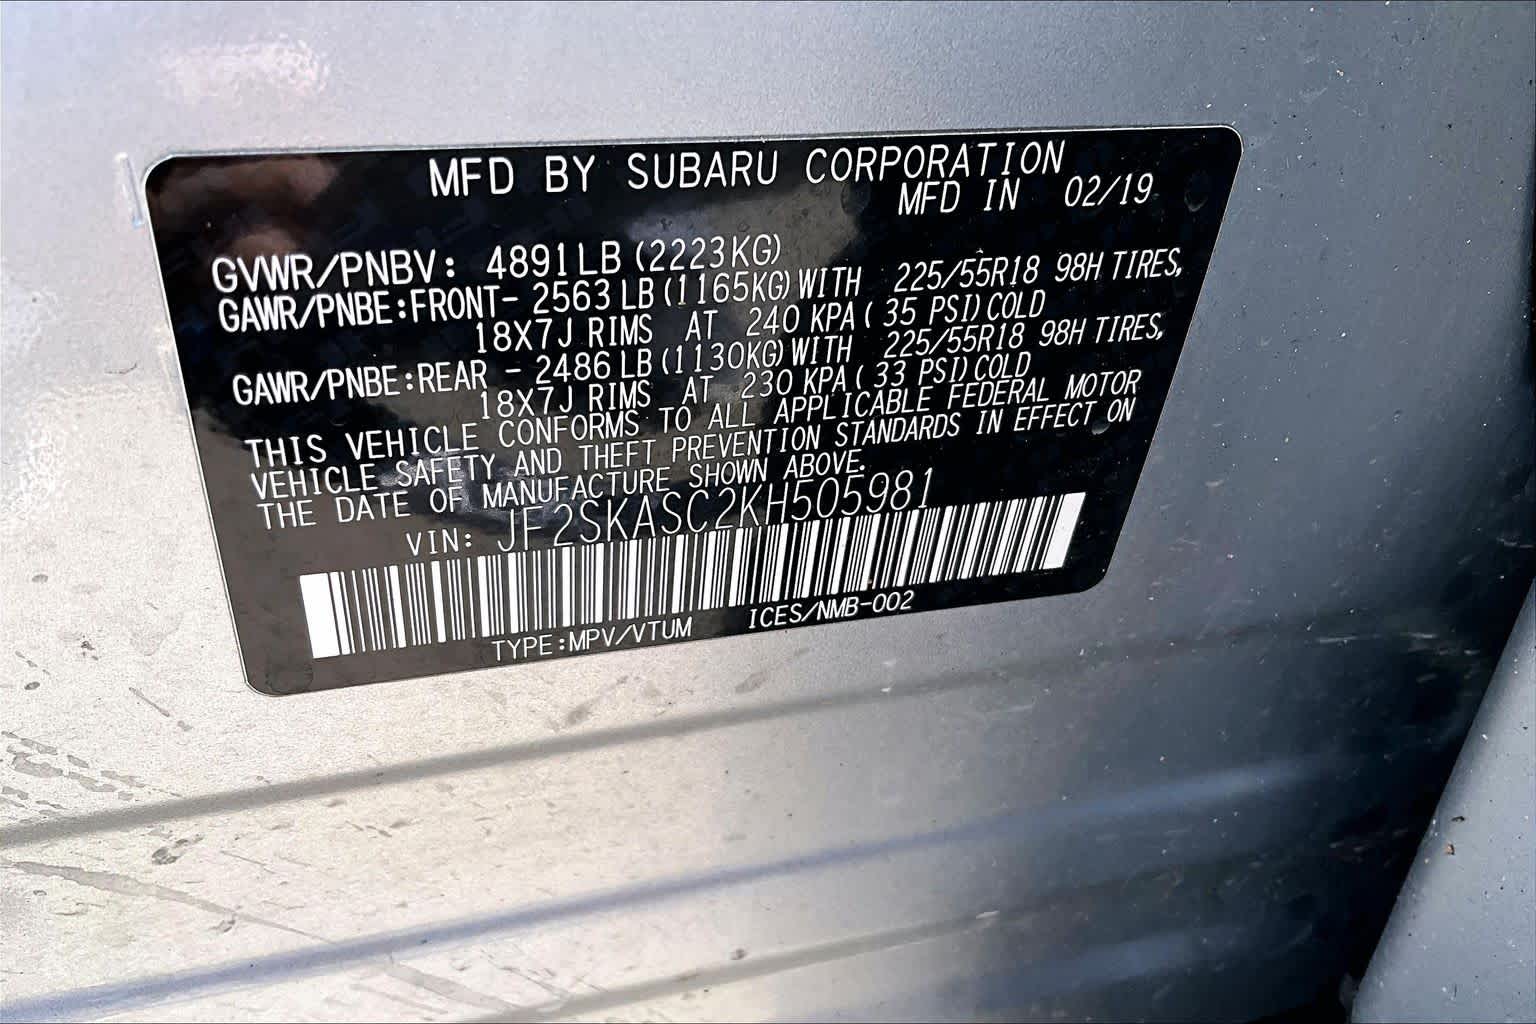 MFD BY SUBARU CORPORATION
MFD IN 02/19
GVWR/PNBV: 4891LB (2223KG)
GAWR/PNBE:FRONT- 2563 LB (1165KG) WITH 225/55R18 98H TIRES,
18X7J RIMS AT 240 KPA ( 35 PSI) COLD
GAWR/PNBE:REAR - 2486 LB (1130KG) WITH 225/55R18 98H TIRES,
18X7J RIMS AT 230 KPA ( 33 PSI) COLD
THIS VEHICLE CONFORMS TO ALL APPLICABLE FEDERAL MOTOR
VEHICLE SAFETY AND THEFT PREVENTION STANDARDS IN EFFECT ON
THE DATE OF MANUFACTURE SHOWN ABOVE.
VIN: JF2SKASC2KH505981
TYPE:MPV/VTUM ICES/NMB-002